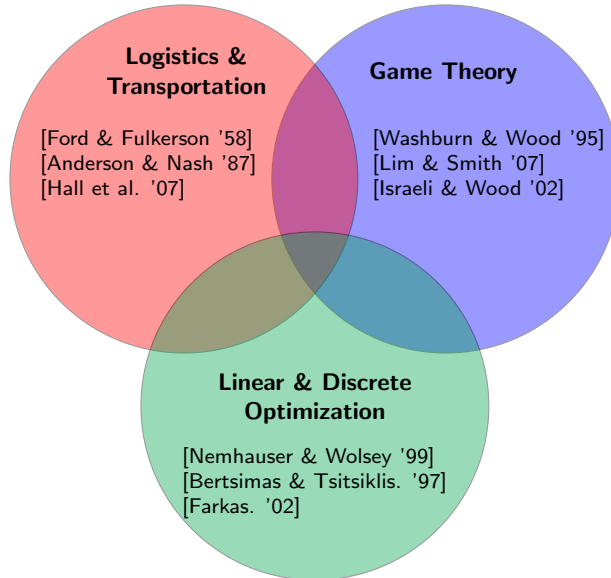 Logistics &
Transportation
[Ford & Fulkerson '58]
[Anderson & Nash '87]
[Hall et al. '07]
Game Theory
[Washburn & Wood '95]
[Lim & Smith '07]
[Israeli & Wood '02]
Linear & Discrete
Optimization
[Nemhauser & Wolsey '99]
[Bertsimas & Tsitsiklis. '97]
[Farkas. '02]